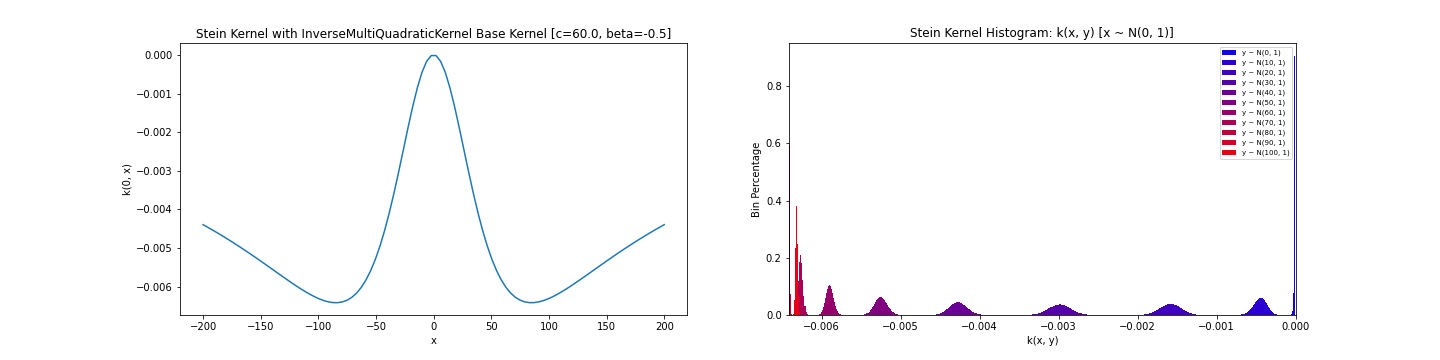 Stein Kernel with InverseMultiQuadraticKernel Base Kernel [c=60.0, beta=-0.5]
0.000
−0.001
−0.002
−0.003
−0.004
−0.005
−0.006
k(0, x)
−200
−150
−100
−50
0
50
100
150
200
x
Stein Kernel Histogram: k(x, y) [x ~ N(0, 1)]
y ~ N(0, 1)
y ~ N(10, 1)
y ~ N(20, 1)
y ~ N(30, 1)
y ~ N(40, 1)
y ~ N(50, 1)
y ~ N(60, 1)
y ~ N(70, 1)
y ~ N(80, 1)
y ~ N(90, 1)
y ~ N(100, 1)
0.8
0.6
0.4
0.2
0.0
Bin Percentage
−0.006
−0.005
−0.004
−0.003
−0.002
−0.001
0.000
k(x, y)